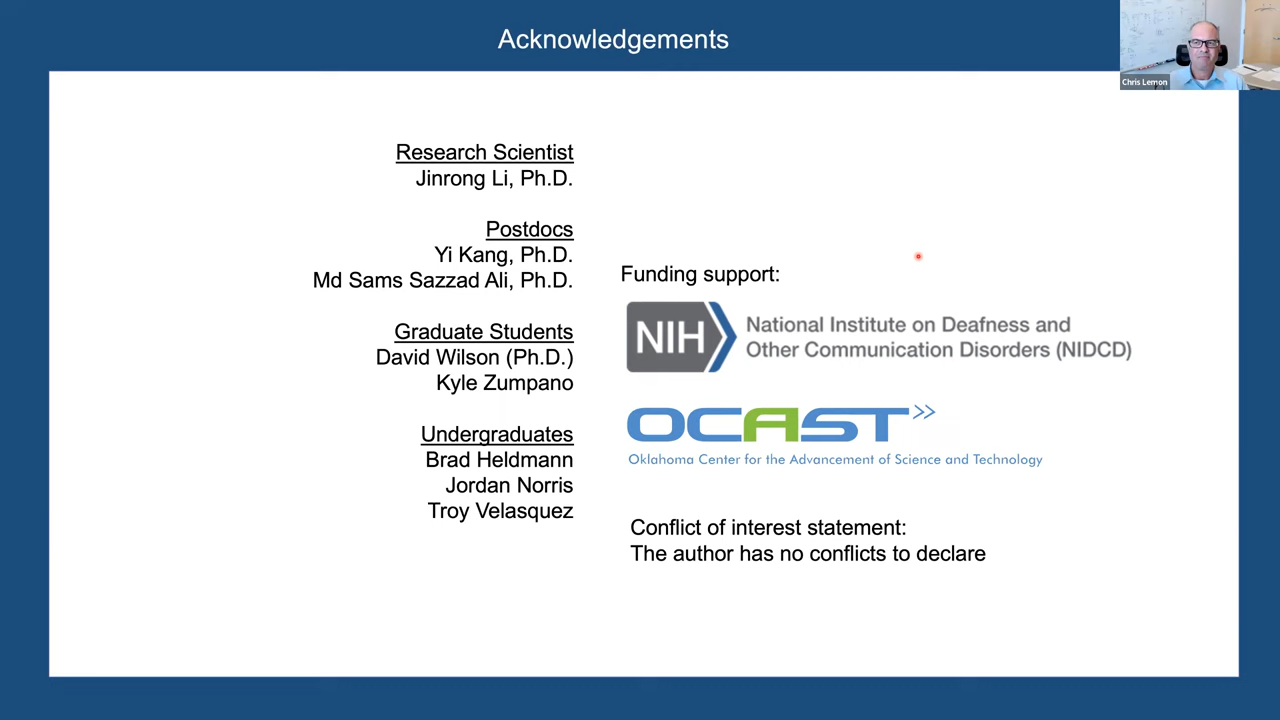 Acknowledgements
Chris Lemon
Research Scientist
Jinrong Li, Ph.D.
Postdocs
Yi Kang, Ph.D.
Md Sams Sazzad Ali, Ph.D.
Graduate Students
David Wilson (Ph.D.)
Kyle Zumpano
Undergraduates
Brad Heldmann
Jordan Norris
Troy Velasquez
Funding support:
NIH
National Institute on Deafness and
Other Communication Disorders (NIDCD)
OCAST
Oklahoma Center for the Advancement of Science and Technology
Conflict of interest statement:
The author has no conflicts to declare